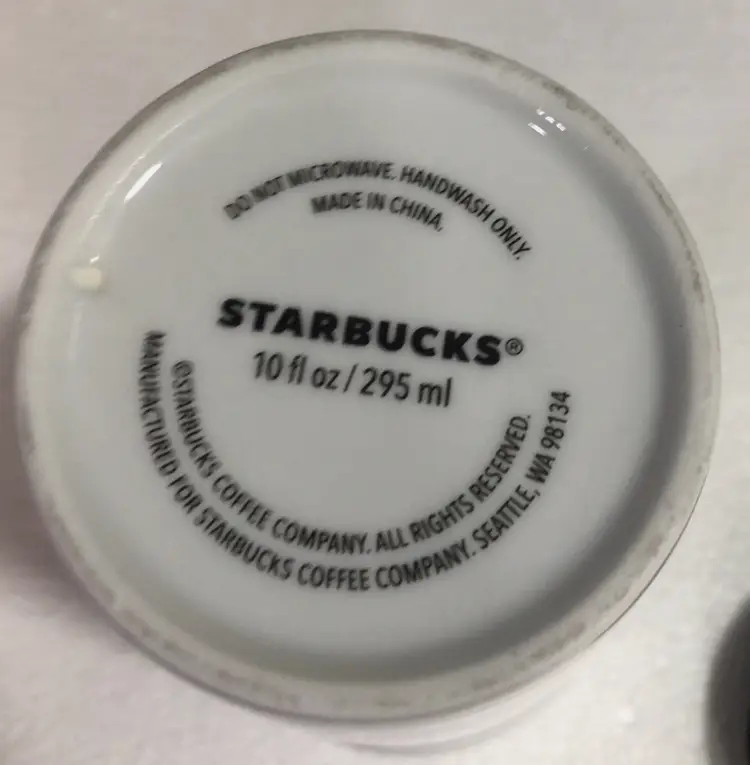 DO NOT MICROWAVE. HANDWASH ONLY.
MADE IN CHINA.
STARBUCKS®
10 fl oz / 295 ml
©STARBUCKS COFFEE COMPANY. ALL RIGHTS RESERVED.
MANUFACTURED FOR STARBUCKS COFFEE COMPANY. SEATTLE, WA 98134